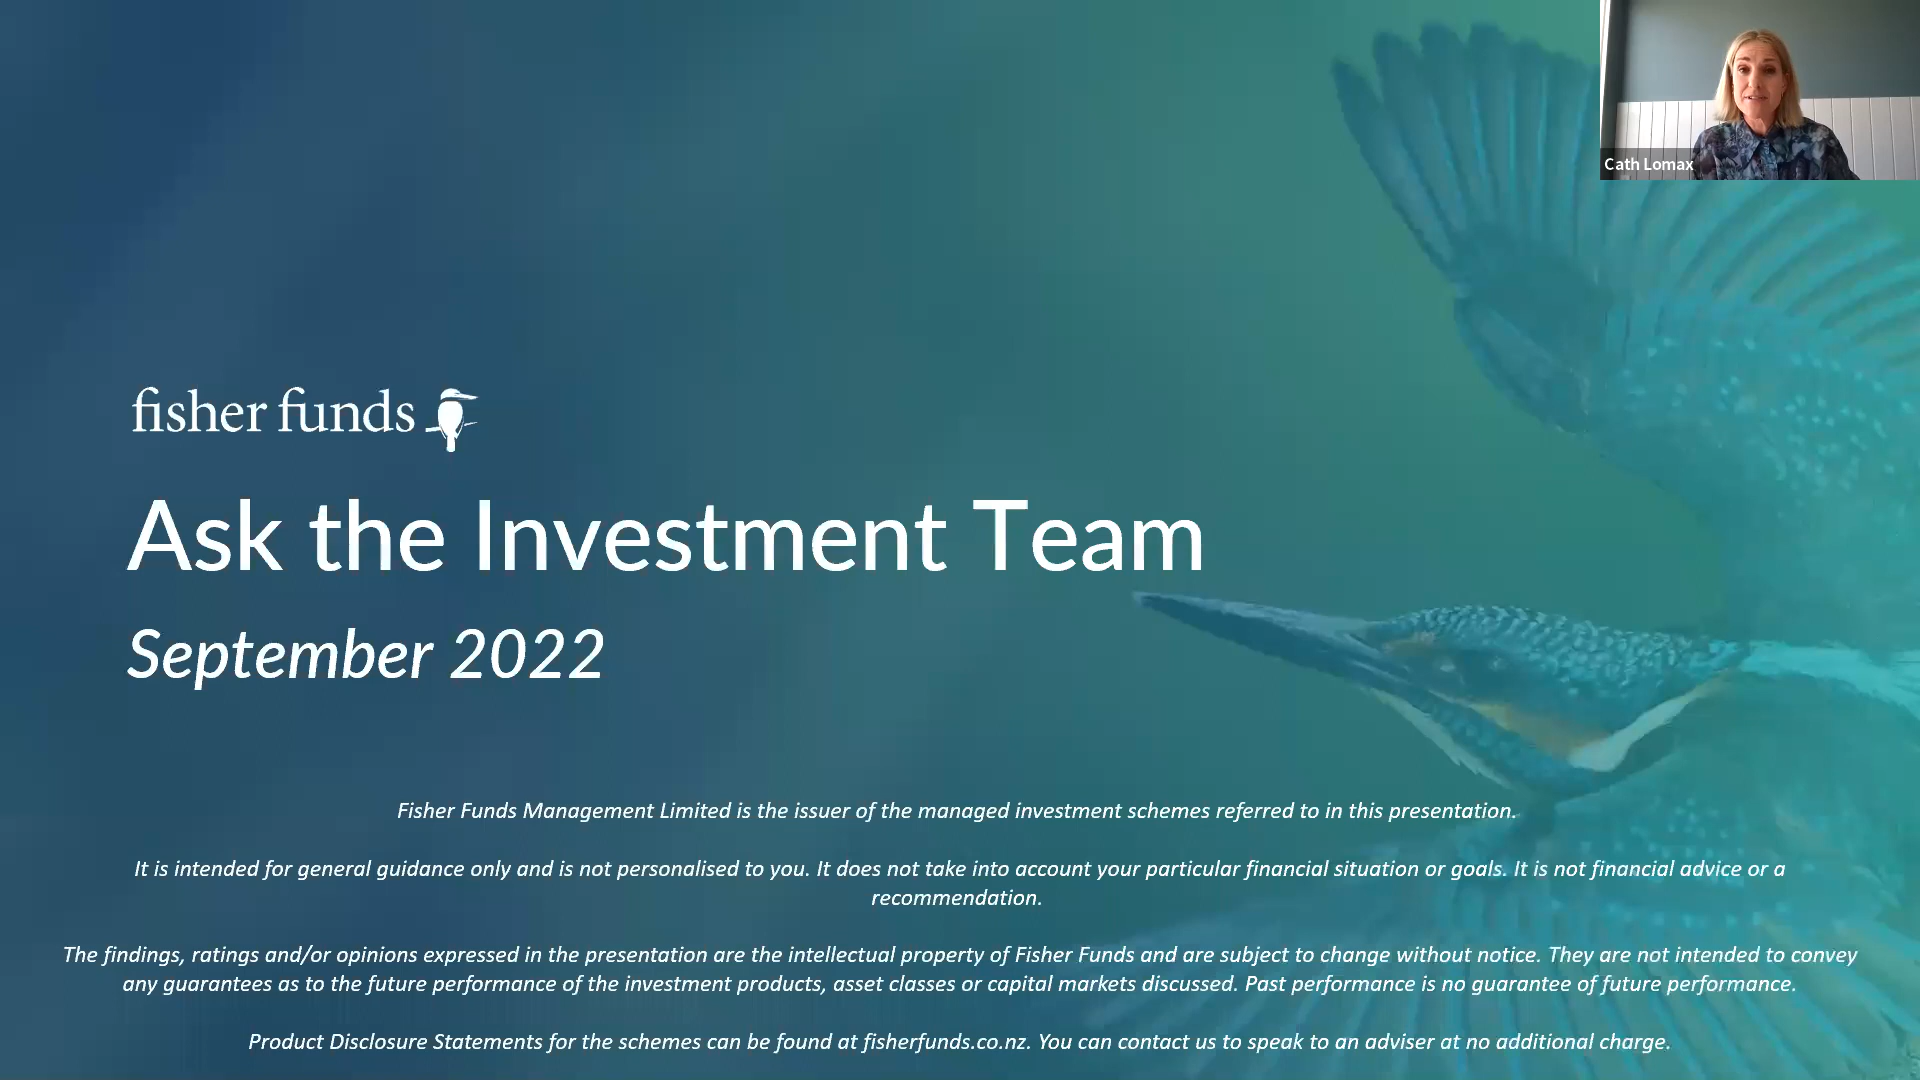 Cath Lomax
fisher funds
Ask the Investment Team
September 2022
Fisher Funds Management Limited is the issuer of the managed investment schemes referred to in this presentation.
It is intended for general guidance only and is not personalised to you. It does not take into account your particular financial situation or goals. It is not financial advice or a
recommendation.
The findings, ratings and/or opinions expressed in the presentation are the intellectual property of Fisher Funds and are subject to change without notice. They are not intended to convey
any guarantees as to the future performance of the investment products, asset classes or capital markets discussed. Past performance is no guarantee of future performance.
Product Disclosure Statements for the schemes can be found at fisherfunds.co.nz. You can contact us to speak to an adviser at no additional charge.